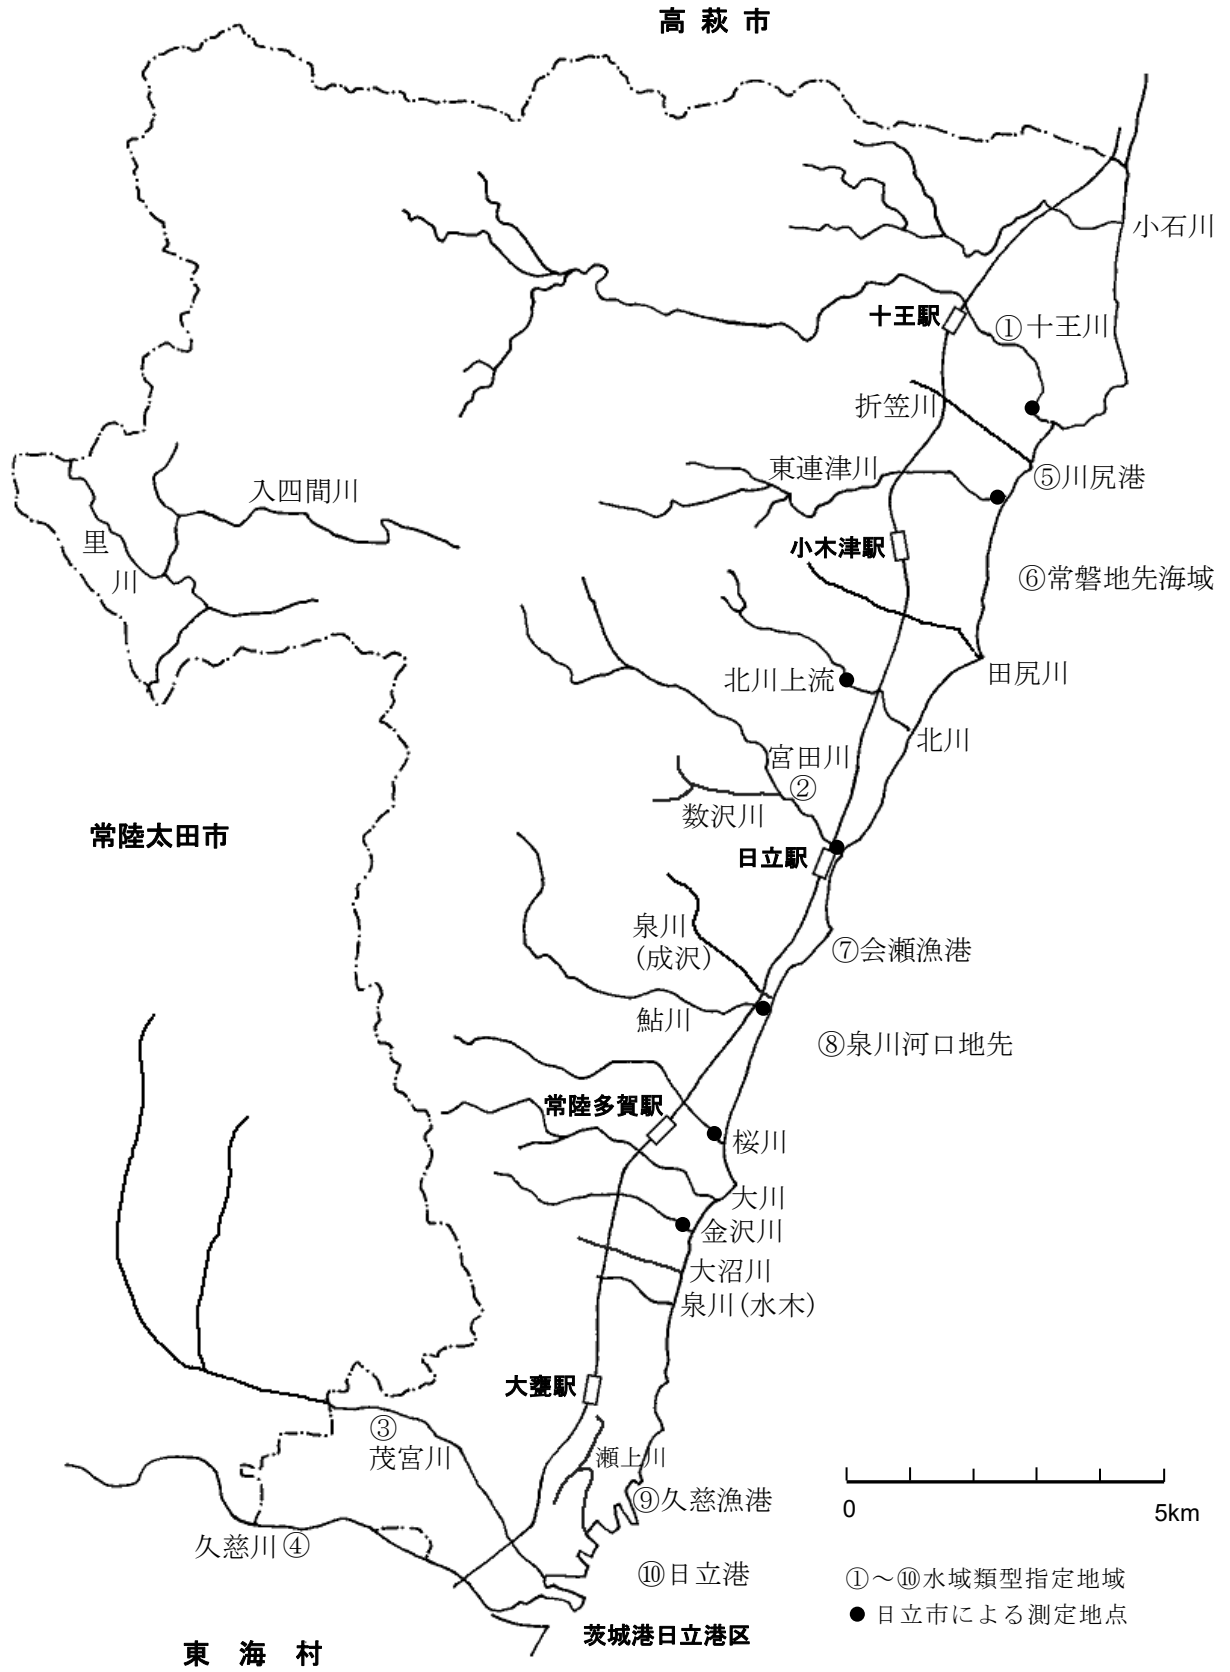 高萩市
小石川
十王駅
①十王川
折笠川
東連津川
⑤川尻港
入四間川
里川
小木津駅
⑥常磐地先海域
北川上流
田尻川
北川
宮田川
②
数沢川
常陸太田市
日立駅
泉川
(成沢)
⑦会瀬漁港
鮎川
⑧泉川河口地先
常陸多賀駅
桜川
大川
金沢川
大沼川
泉川(水木)
大甕駅
③
茂宮川
瀬上川
⑨久慈漁港
0
5km
久慈川④
⑩日立港
①~⑩水域類型指定地域
●日立市による測定地点
茨城港日立港区
東海村